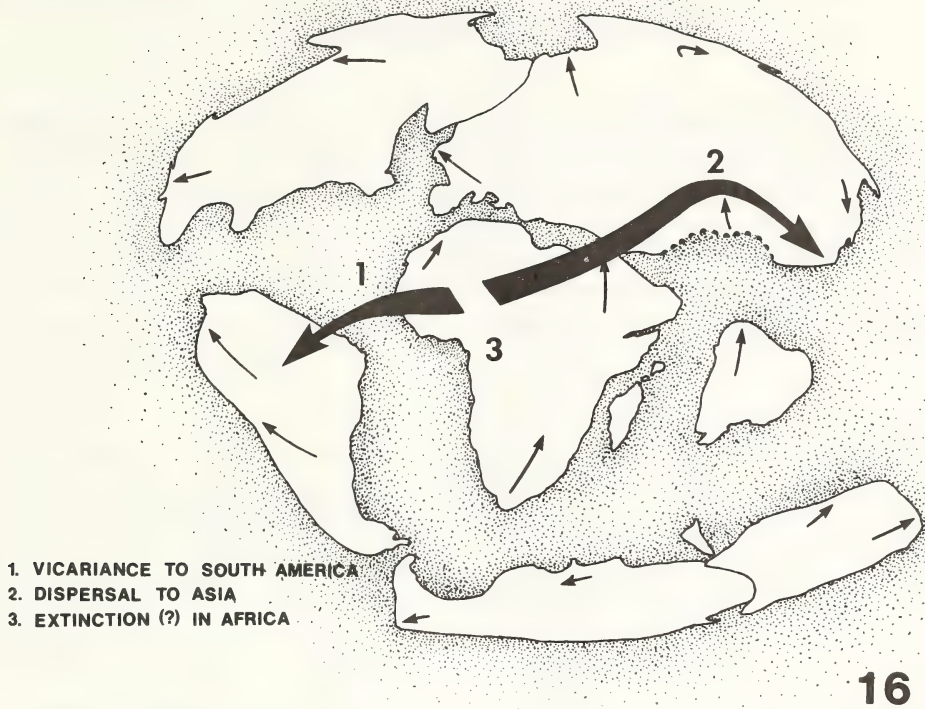 2
1
3
1. VICARIANCE TO SOUTH AMERICA
2. DISPERSAL TO ASIA
3. EXTINCTION (?) IN AFRICA
16